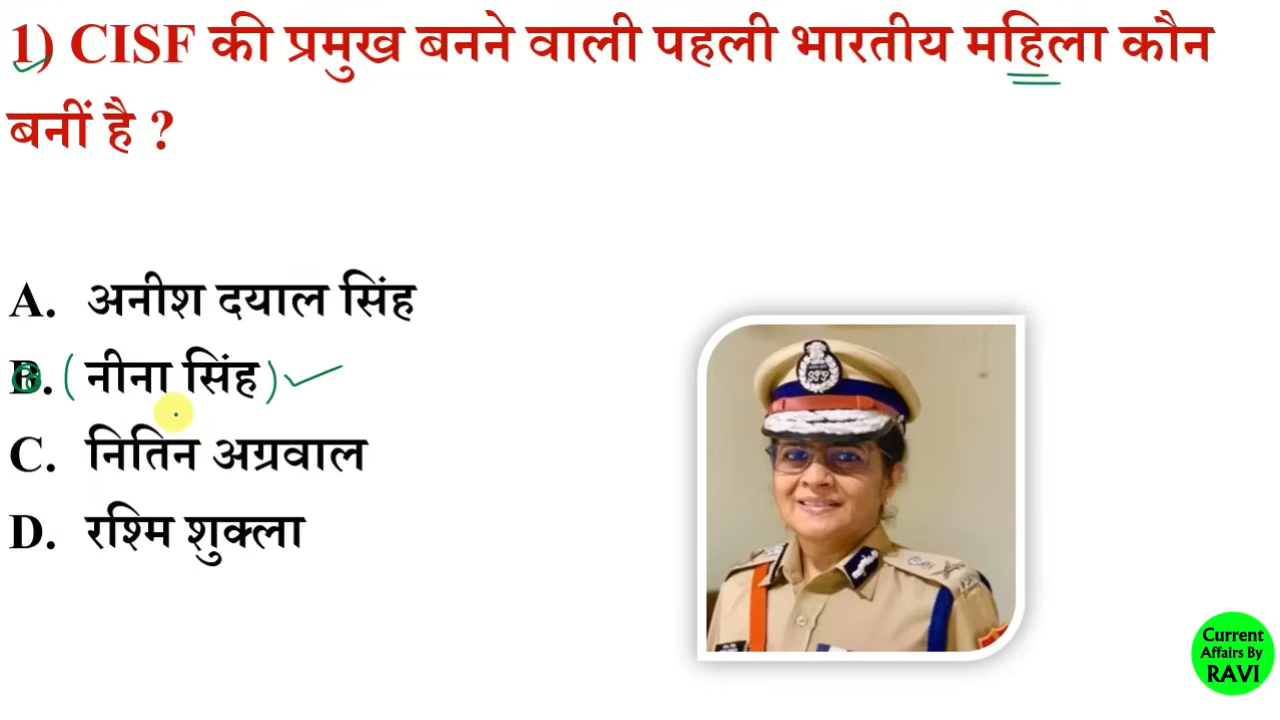 1) CISF की प्रमुख बनने वाली पहली भारतीय महिला कौन
बनीं है ?
A. अनीश दयाल सिंह
B. ( नीना सिंह )
C. नितिन अग्रवाल
D. रश्मि शुक्ला
Current
Affairs By
RAVI